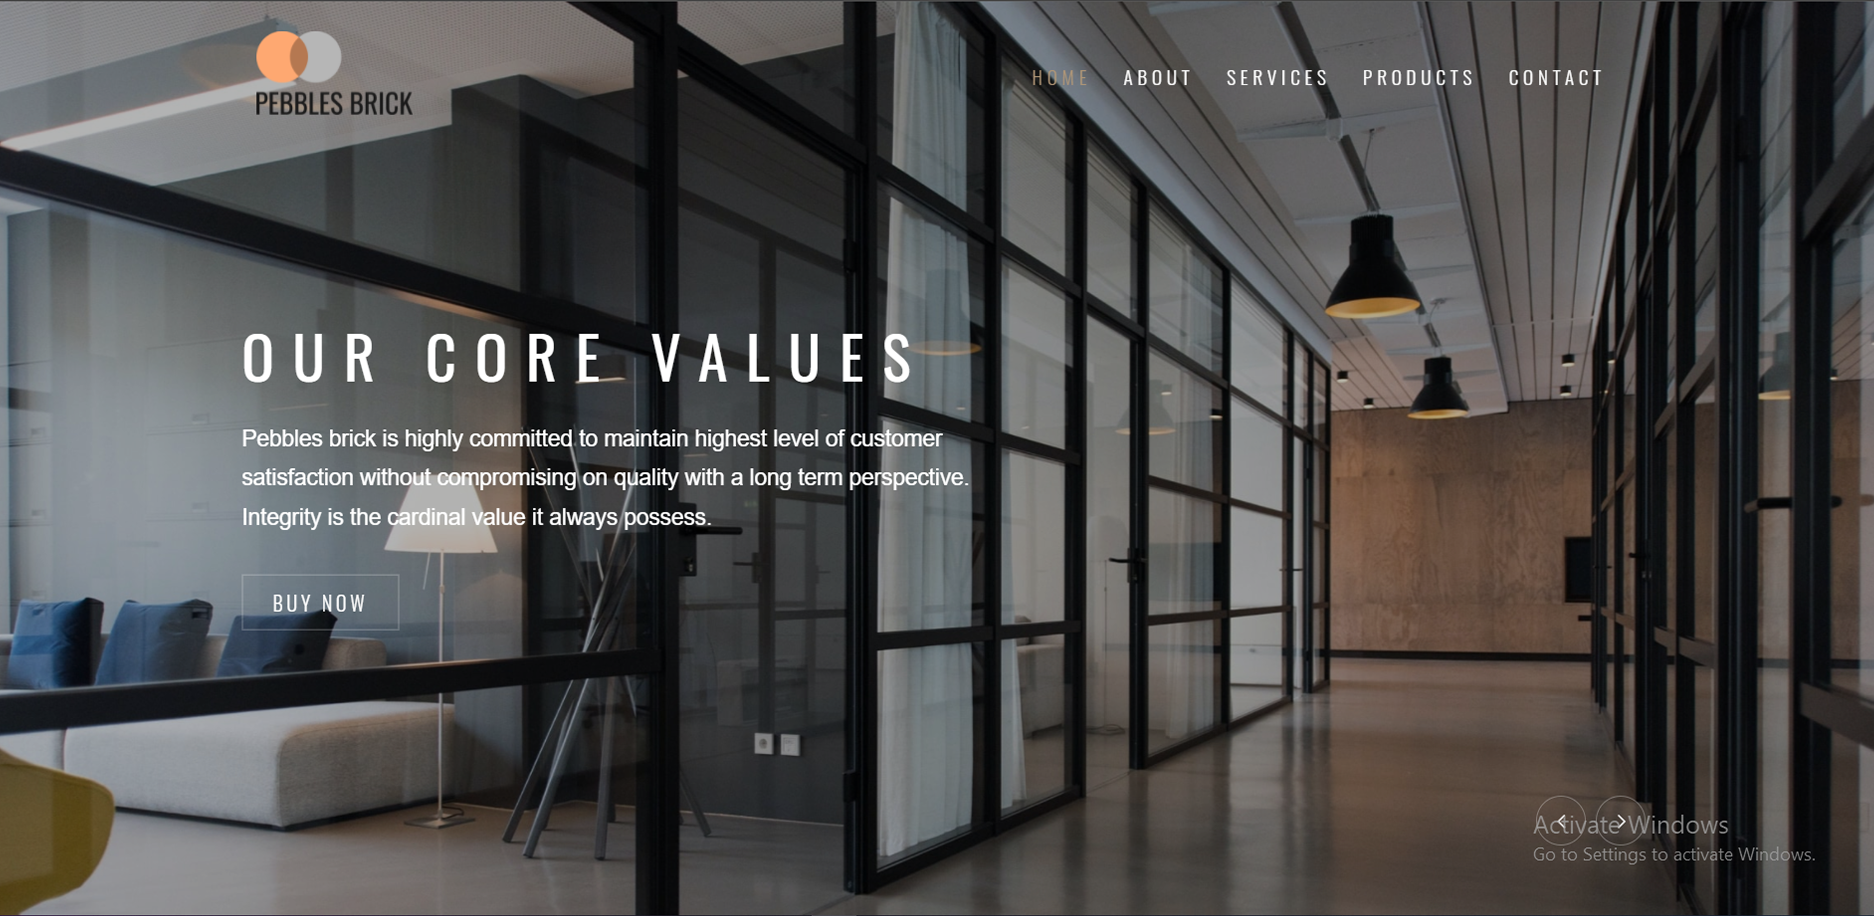 PEBBLES BRICK
HOME ABOUT SERVICES PRODUCTS CONTACT
OUR CORE VALUES
Pebbles brick is highly committed to maintain highest level of customer
satisfaction without compromising on quality with a long term perspective.
Integrity is the cardinal value it always possess.
BUY NOW
Activate Windows
Go to Settings to activate Windows.